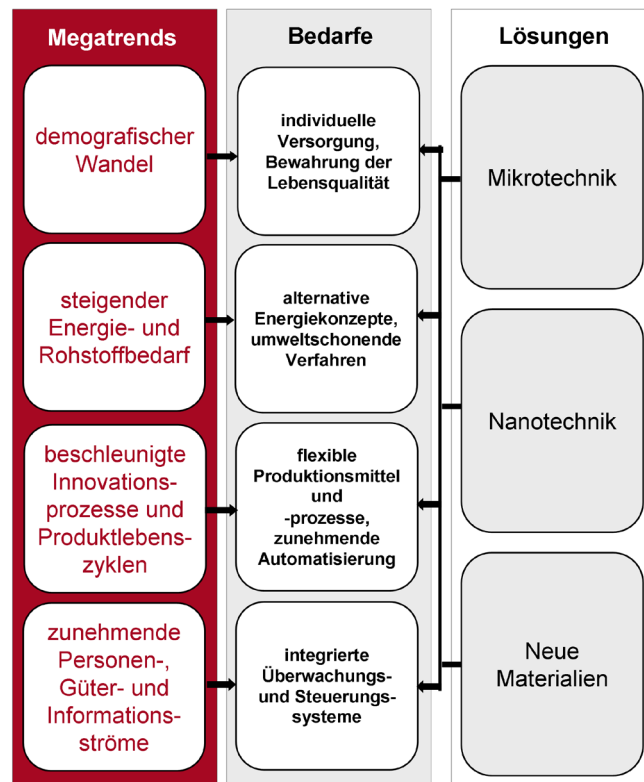 Megatrends
demografischer
Wandel
steigender
Energie- und
Rohstoffbedarf
beschleunigte
Innovations-
prozesse und
Produktlebens-
zyklen
zunehmende
Personen-,
Güter- und
Informations-
ströme
Bedarfe
individuelle
Versorgung,
Bewahrung der
Lebensqualität
alternative
Energiekonzepte,
umweltschonende
Verfahren
flexible
Produktionsmittel
und
-prozesse,
zunehmende
Automatisierung
integrierte
Überwachungs-
und Steuerungs-
systeme
Lösungen
Mikrotechnik
Nanotechnik
Neue
Materialien